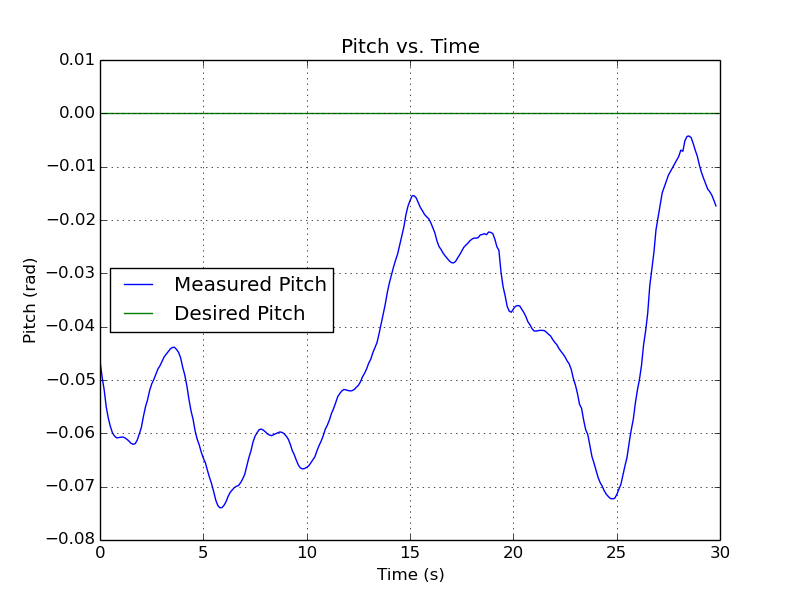 Pitch vs. Time
0.01
0.00
−0.01
−0.02
−0.03
−0.04
−0.05
−0.06
−0.07
−0.08
Pitch (rad)
Measured Pitch
Desired Pitch
0 5 10 15 20 25 30
Time (s)